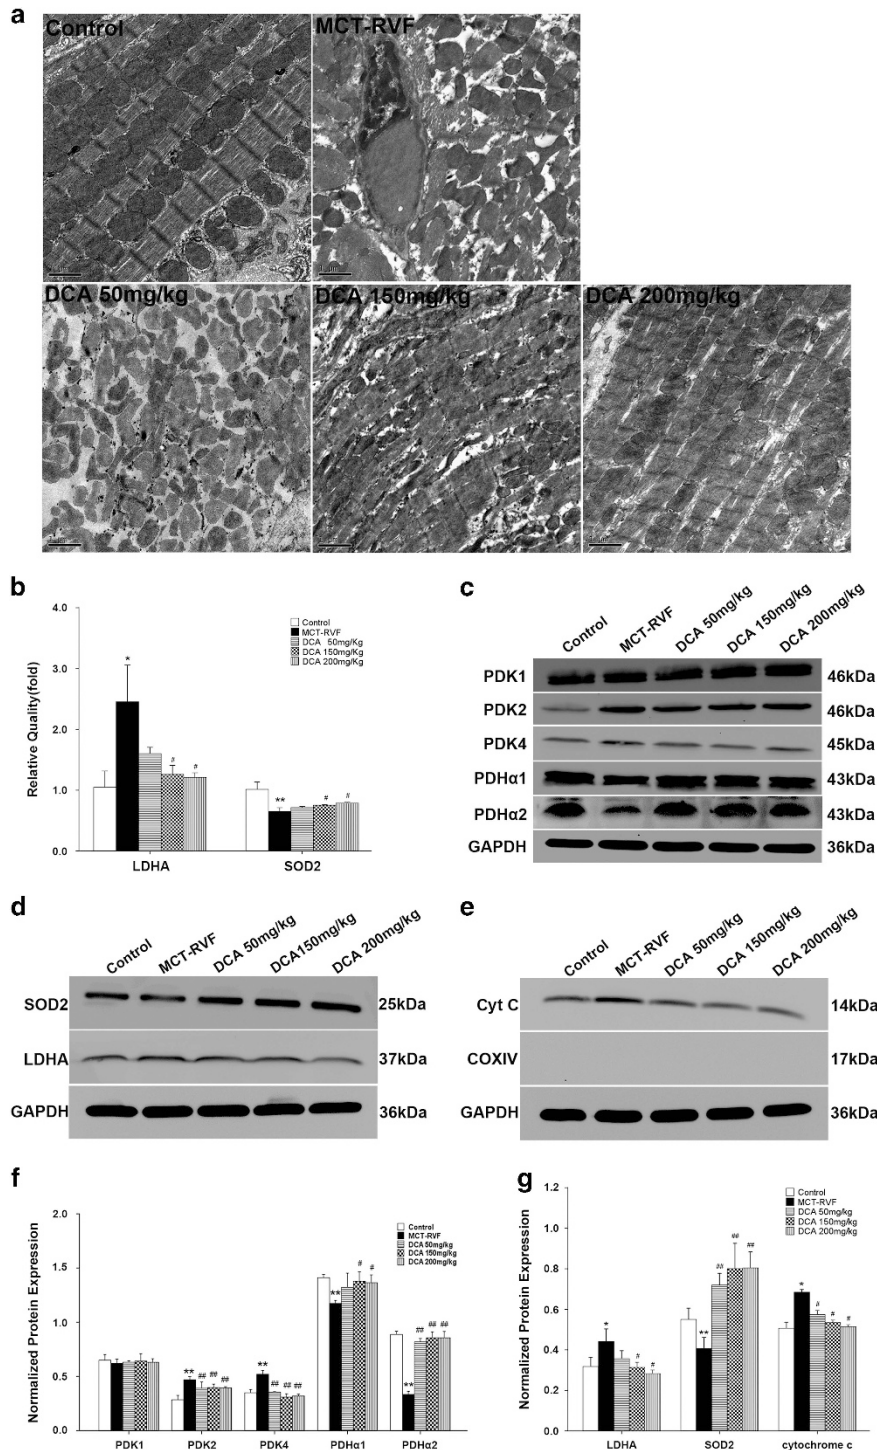 a
Control
MCT-RVF
1 µm
DCA 50mg/kg
DCA 150mg/kg
DCA 200mg/kg
b
4.0
3.0
2.0
1.0
0.0
Relative Quality(fold)
Control
MCT-RVF
DCA 50mg/Kg
DCA 150mg/Kg
DCA 200mg/Kg
*
#
#
**
#
#
LDHA
SOD2
c
Control
MCT-RVF
DCA 50mg/kg
DCA 150mg/kg
DCA 200mg/kg
PDK1 46kDa
PDK2 46kDa
PDK4 45kDa
PDHα1 43kDa
PDHα2 43kDa
GAPDH 36kDa
d
Control
MCT-RVF
DCA 50mg/kg
DCA150mg/kg
DCA 200mg/kg
SOD2 25kDa
LDHA 37kDa
GAPDH 36kDa
e
Control
MCT-RVF
DCA 50mg/kg
DCA 150mg/kg
DCA 200mg/kg
Cyt C 14kDa
COXIV 17kDa
GAPDH 36kDa
f
2.0
1.5
1.0
0.5
0.0
Normalized Protein Expression
Control
MCT-RVF
DCA 50mg/kg
DCA 150mg/kg
DCA 200mg/kg
** ## ## ##
** ## ## ##
** # #
** ## ## ##
PDK1
PDK2
PDK4
PDHα1
PDHα2
g
1.2
1.0
0.8
0.6
0.4
0.2
0.0
Normalized Protein Expression
Control
MCT-RVF
DCA 50mg/kg
DCA 150mg/kg
DCA 200mg/kg
* # #
** ## ## ##
* # # #
LDHA
SOD2
cytochrome c